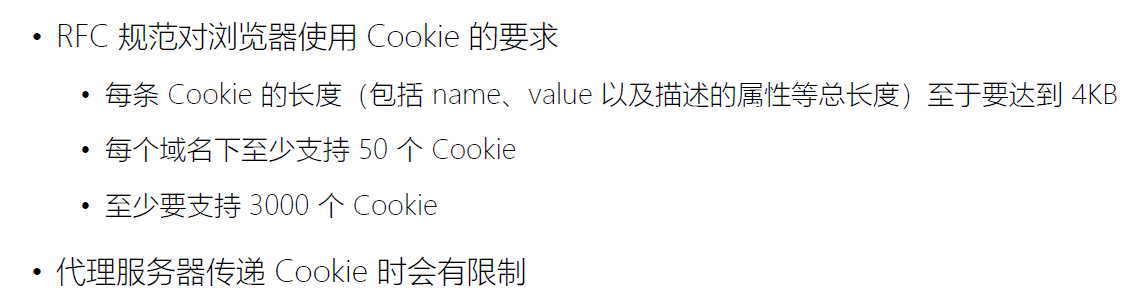 • RFC 规范对浏览器使用 Cookie 的要求
• 每条 Cookie 的长度（包括 name、value 以及描述的属性等总长度）至于要达到 4KB
• 每个域名下至少支持 50 个 Cookie
• 至少要支持 3000 个 Cookie
• 代理服务器传递 Cookie 时会有限制